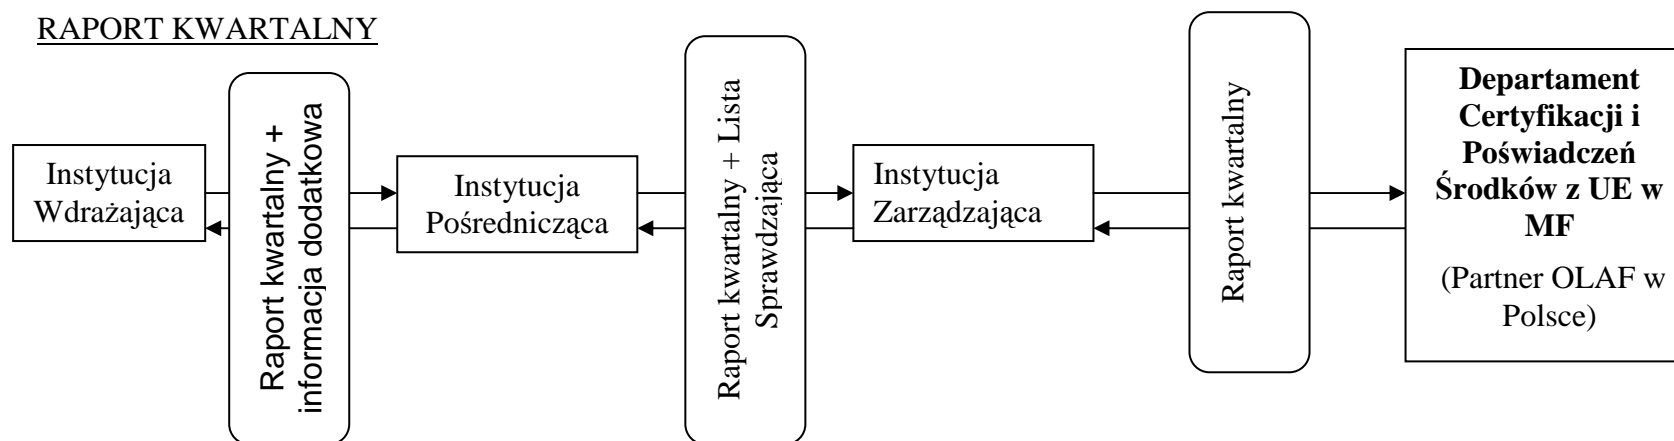 RAPORT KWARTALNY
Instytucja
Wdrażająca
Raport kwartalny +
informacja dodatkowa
Instytucja
Pośrednicząca
Raport kwartalny + Lista
Sprawdzająca
Instytucja
Zarządzająca
Raport kwartalny
Departament
Certyfikacji i
Poświadczeń
Środków z UE w
MF
(Partner OLAF w
Polsce)